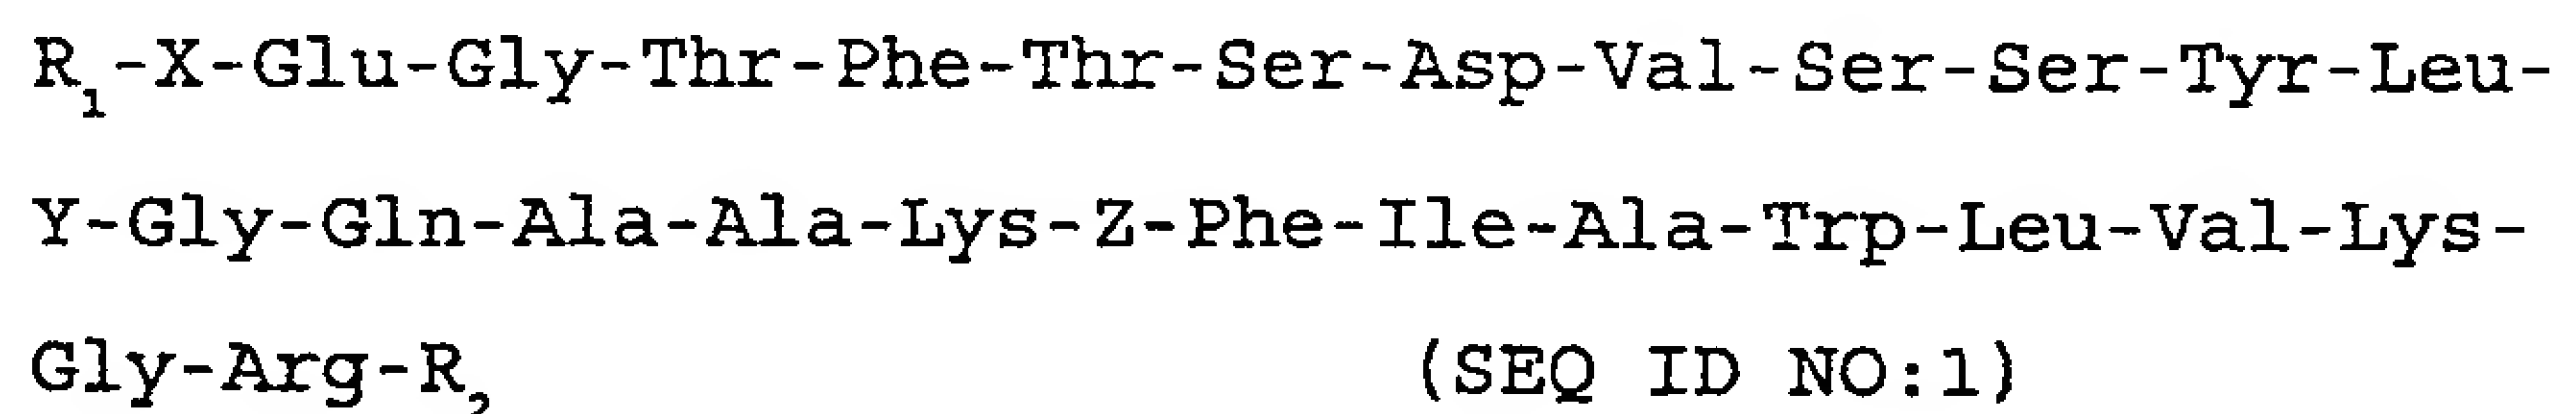 R₁-X-Glu-Gly-Thr-Phe-Thr-Ser-Asp-Val-Ser-Ser-Tyr-Leu-
Y-Gly-Gln-Ala-Ala-Lys-Z-Phe-Ile-Ala-Trp-Leu-Val-Lys-
Gly-Arg-R₂ (SEQ ID NO:1)